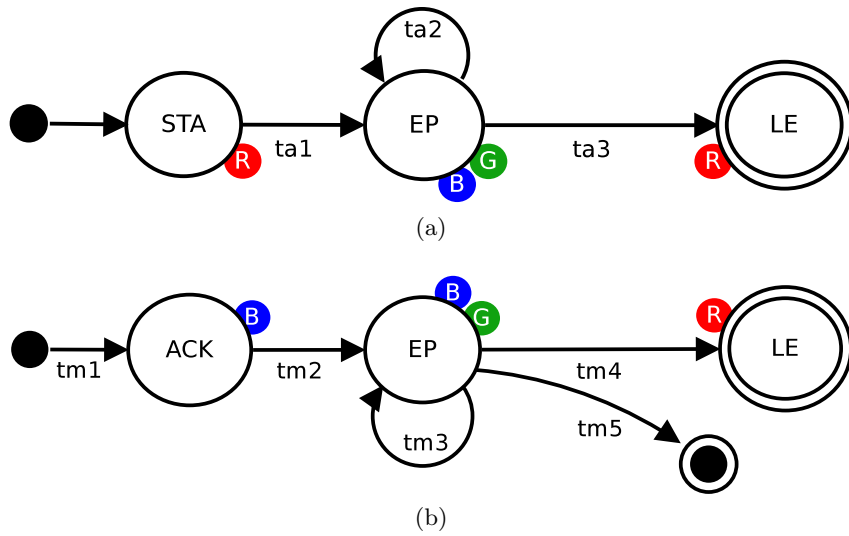 ta2
STA
EP
LE
ta1
ta3
R
B
G
R
(a)
B
B
G
R
ACK
EP
LE
tm1
tm2
tm4
tm3
tm5
(b)